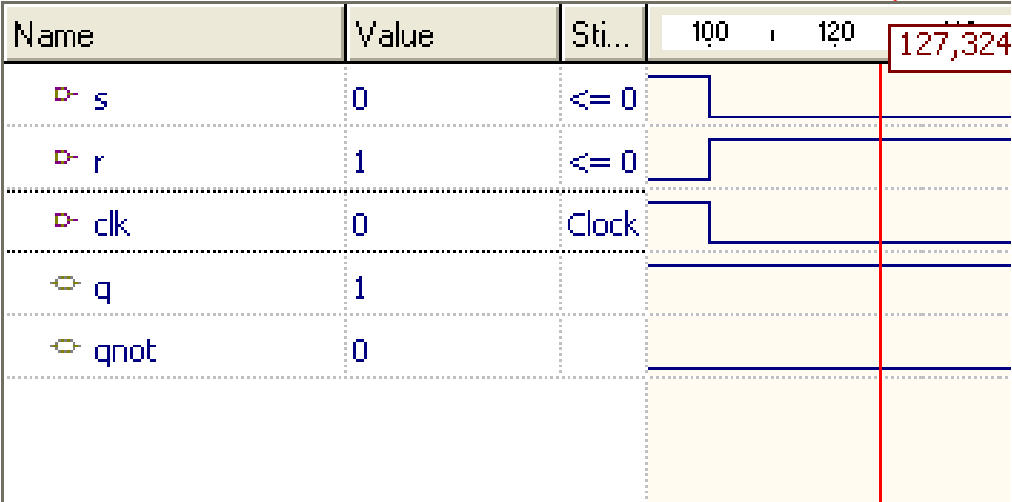 Name Value Sti... 100 120
127,324
s 0 <= 0
r 1 <= 0
clk 0 Clock
q 1
qnot 0